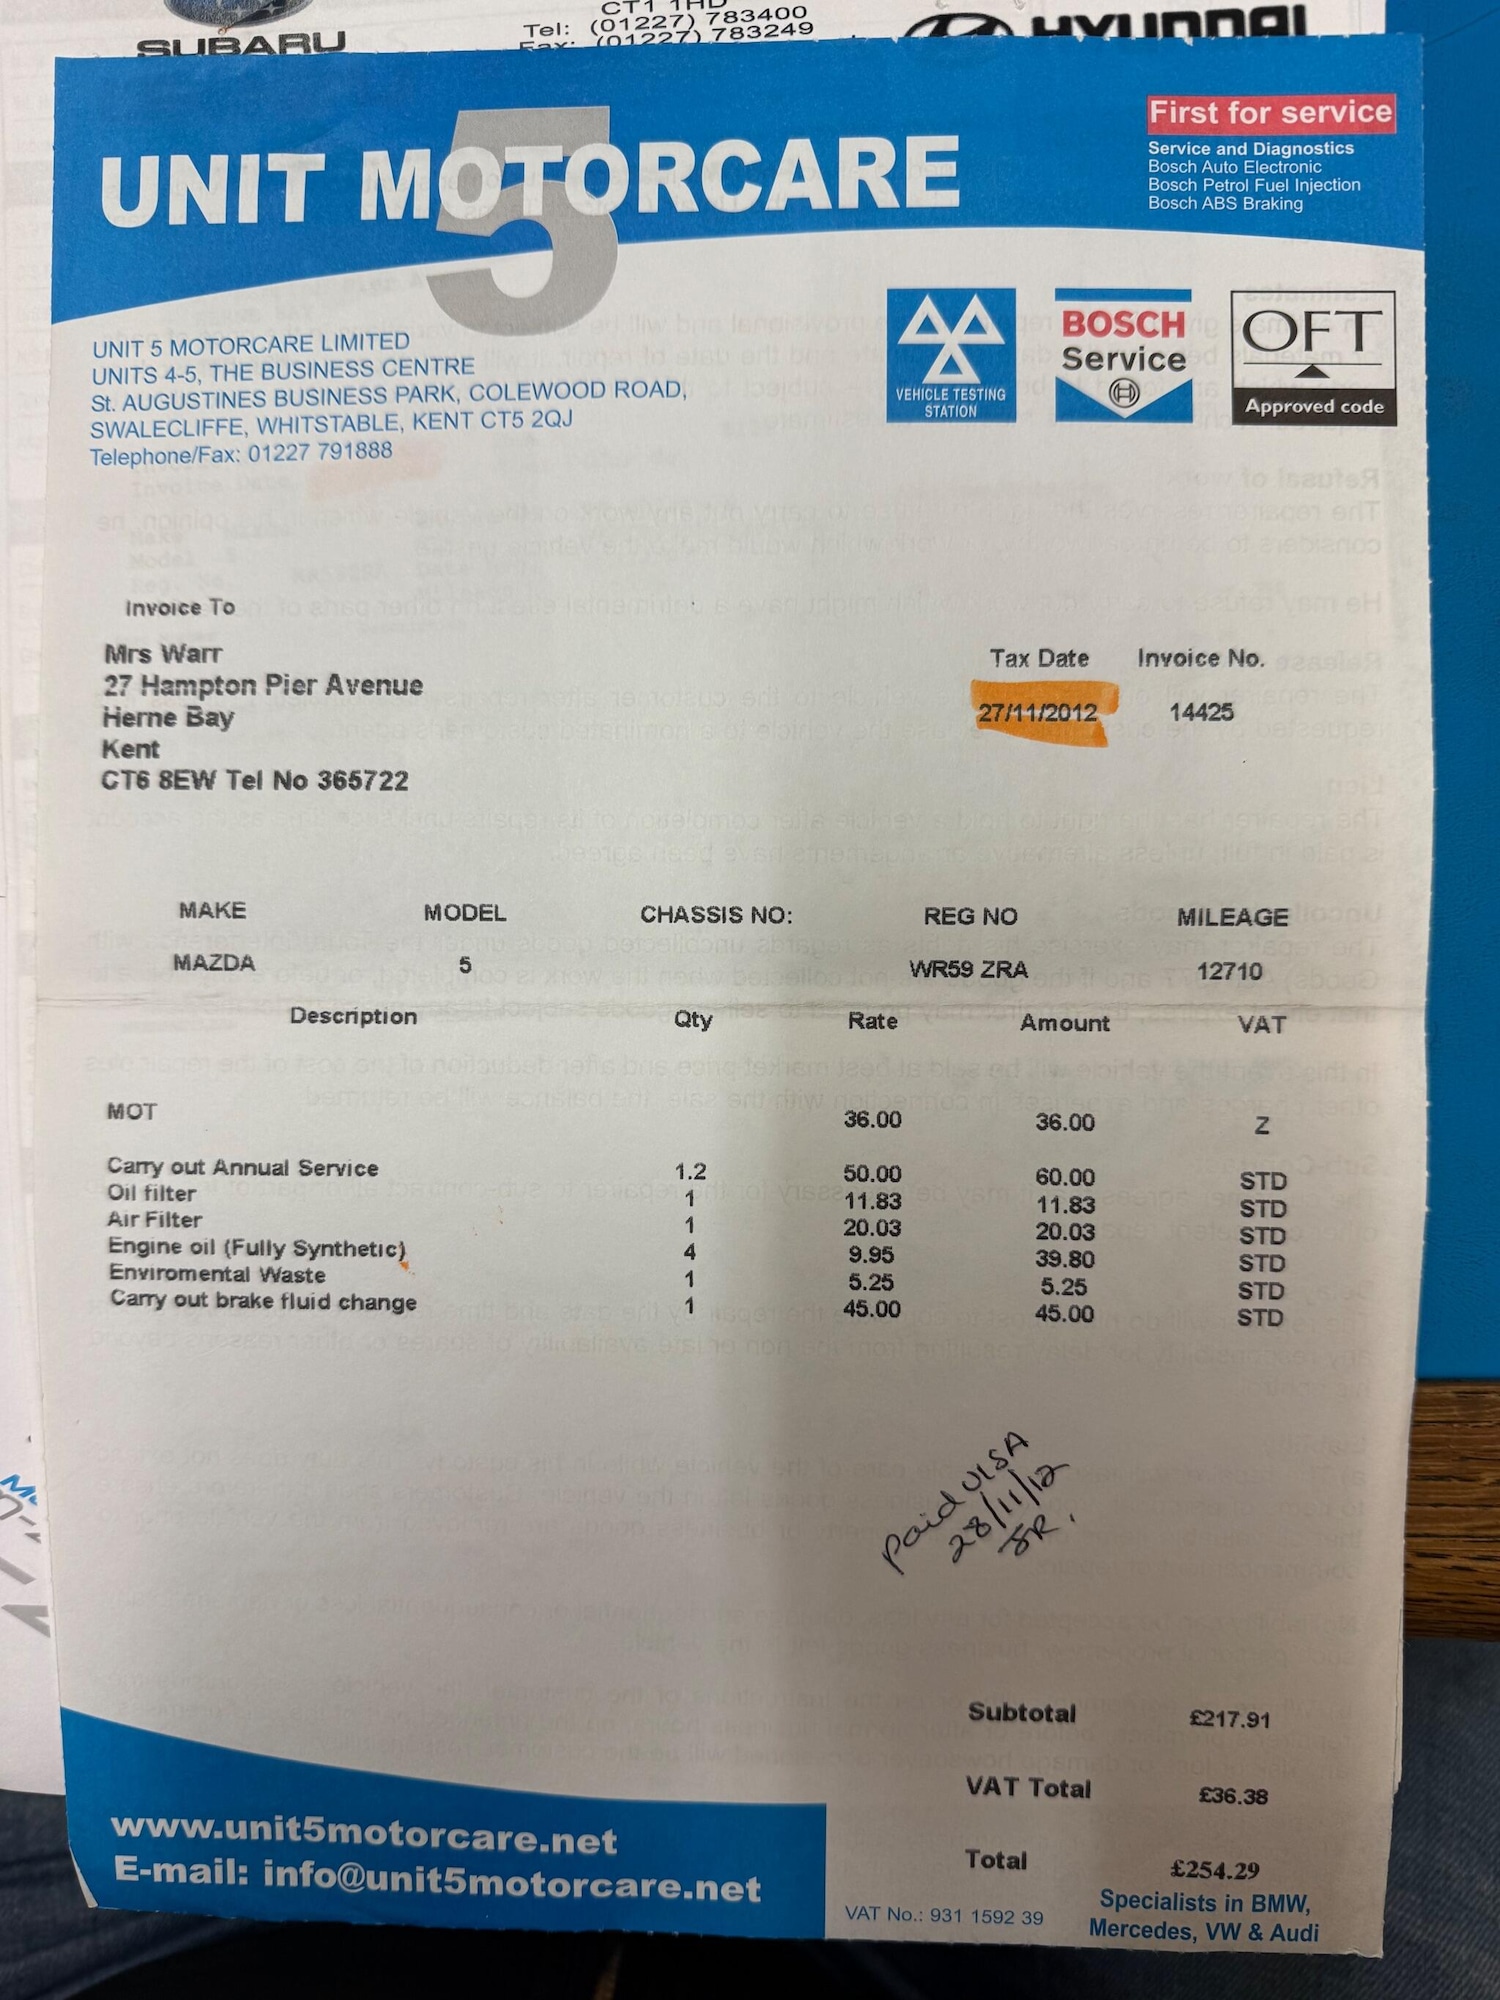 SUBARU
CT1 1HD
Tel: (01227) 783400
Fax: (01227) 783249
HYUNDAI
UNIT 5 MOTORCARE
First for service
Service and Diagnostics
Bosch Auto Electronic
Bosch Petrol Fuel Injection
Bosch ABS Braking
UNIT 5 MOTORCARE LIMITED
UNITS 4-5, THE BUSINESS CENTRE
St. AUGUSTINES BUSINESS PARK, COLEWOOD ROAD,
SWALECLIFFE, WHITSTABLE, KENT CT5 2QJ
Telephone/Fax: 01227 791888
VEHICLE TESTING
STATION
BOSCH
Service
OFT
Approved code
Invoice To
Mrs Warr
27 Hampton Pier Avenue
Herne Bay
Kent
CT6 8EW Tel No 365722
Tax Date Invoice No.
27/11/2012 14425
MAKE MODEL CHASSIS NO: REG NO MILEAGE
MAZDA 5 WR59 ZRA 12710
Description Qty Rate Amount VAT
MOT 36.00 36.00 Z
Carry out Annual Service 1.2 50.00 60.00 STD
Oil filter 1 11.83 11.83 STD
Air Filter 1 20.03 20.03 STD
Engine oil (Fully Synthetic) 4 9.95 39.80 STD
Enviromental Waste 1 5.25 5.25 STD
Carry out brake fluid change 1 45.00 45.00 STD
paid VISA
28/11/12
JR.
Subtotal £217.91
VAT Total £36.38
Total £254.29
www.unit5motorcare.net
E-mail: info@unit5motorcare.net
VAT No.: 931 1592 39
Specialists in BMW,
Mercedes, VW & Audi